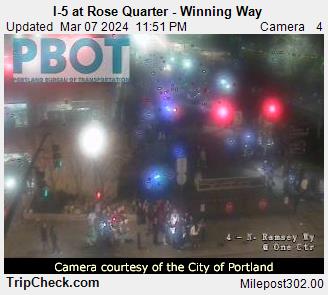 I-5 at Rose Quarter - Winning Way
Updated Mar 07 2024 11:51 PM Camera 4
PBOT
PORTLAND BUREAU OF TRANSPORTATION
4 - N. Ramsey Wy
@ One Ctr
Camera courtesy of the City of Portland
TripCheck.com Milepost302.00